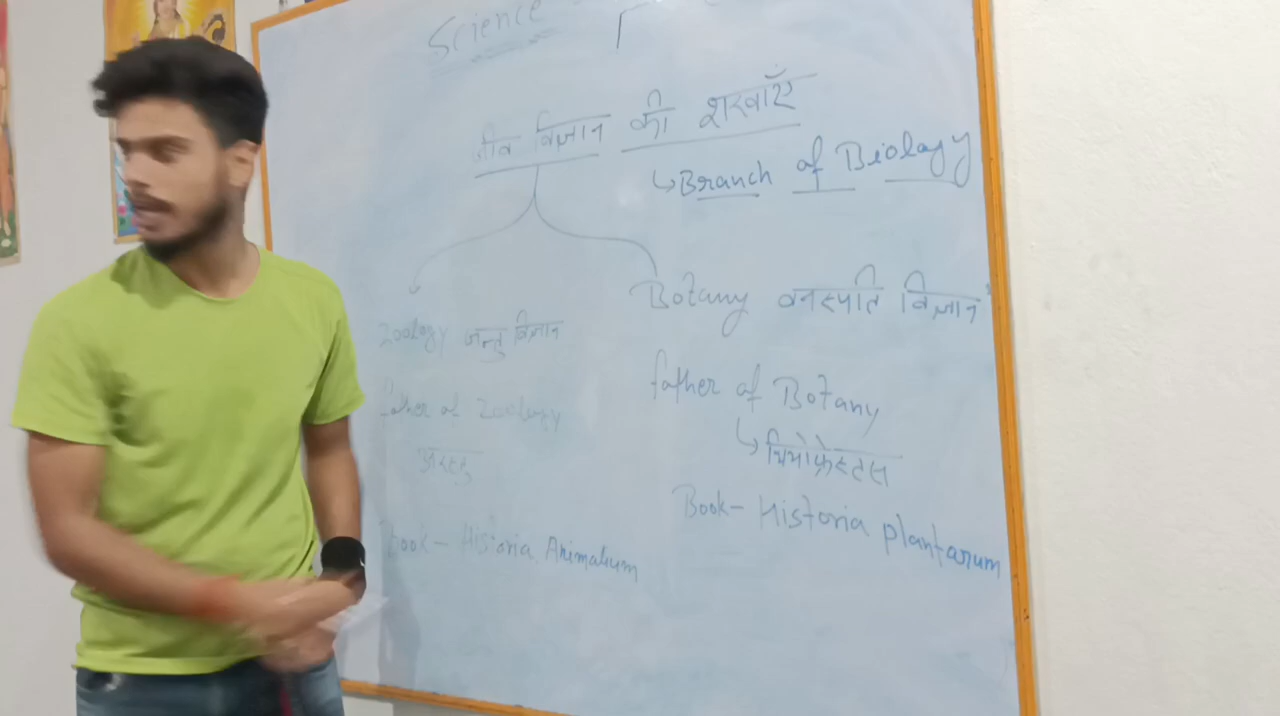 Science
जीव विज्ञान की शरवाएँ
↳ Branch of Biology
Zoology जन्तु विज्ञान
father of Zoology
अरस्तु
Book - Historia Animalium
Botany वनस्पति विज्ञान
father of Botany
↳ थियोफ्रेस्टस
Book - Historia plantarum